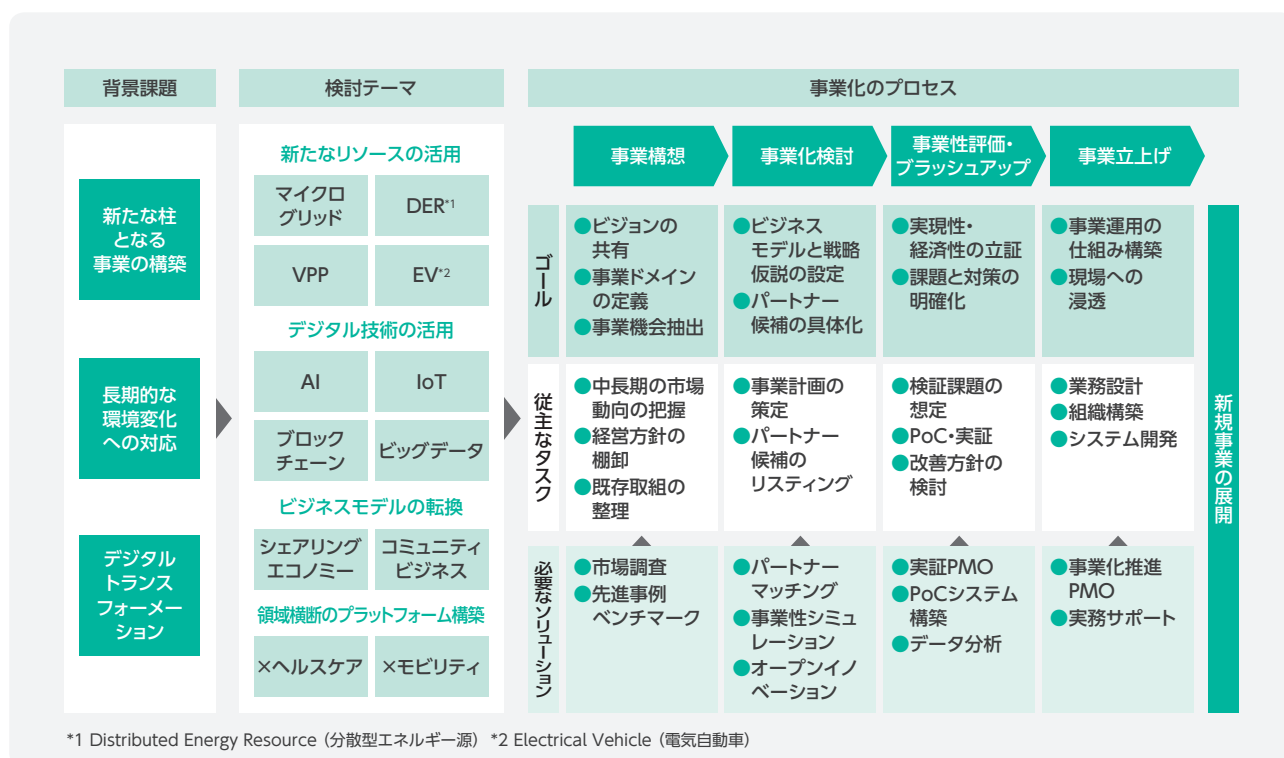 背景課題
検討テーマ
事業化のプロセス
新たな柱
となる
事業の構築
長期的な
環境変化
への対応
デジタル
トランス
フォーメー
ション
新たなリソースの活用
マイクロ
グリッド
DER*1
VPP
EV*2
デジタル技術の活用
AI
IoT
ブロック
チェーン
ビッグデータ
ビジネスモデルの転換
シェアリング
エコノミー
コミュニティ
ビジネス
領域横断のプラットフォーム構築
×ヘルスケア
×モビリティ
事業構想
事業化検討
事業性評価・
ブラッシュアップ
事業立上げ
ゴール
●ビジョンの
共有
●事業ドメイン
の定義
●事業機会抽出
●ビジネス
モデルと戦略
仮説の設定
●パートナー
候補の具体化
●実現性・
経済性の立証
●課題と対策の
明確化
●事業運用の
仕組み構築
●現場への
浸透
従主なタスク
●中長期の市場
動向の把握
●経営方針の
棚卸
●既存取組の
整理
●事業計画の
策定
●パートナー
候補の
リスティング
●検証課題の
想定
●PoC・実証
●改善方針の
検討
●業務設計
●組織構築
●システム開発
必要なソリューション
●市場調査
●先進事例
ベンチマーク
●パートナー
マッチング
●事業性シミュ
レーション
●オープンイノ
ベーション
●実証PMO
●PoCシステム
構築
●データ分析
●事業化推進
PMO
●実務サポート
新規事業の展開
*1 Distributed Energy Resource（分散型エネルギー源） *2 Electrical Vehicle（電気自動車）